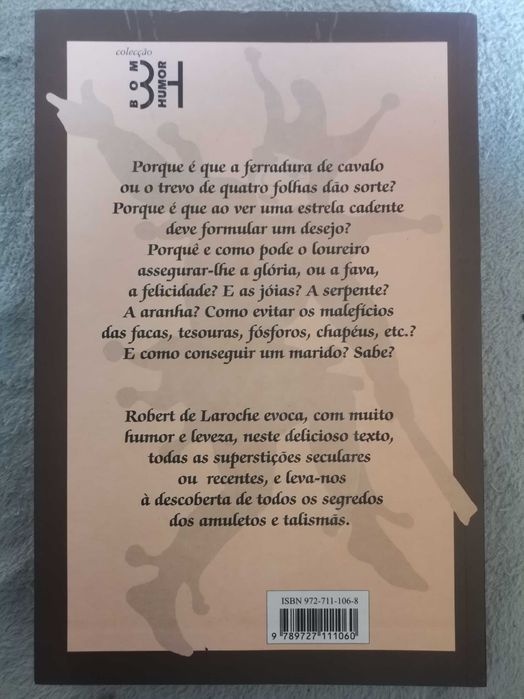 colecção
BOM
HUMOR
BH
Porque é que a ferradura de cavalo
ou o trevo de quatro folhas dão sorte?
Porque é que ao ver uma estrela cadente
deve formular um desejo?
Porquê e como pode o loureiro
assegurar-lhe a glória, ou a fava,
a felicidade? E as jóias? A serpente?
A aranha? Como evitar os malefícios
das facas, tesouras, fósforos, chapéus, etc.?
E como conseguir um marido? Sabe?
Robert de Laroche evoca, com muito
humor e leveza, neste delicioso texto,
todas as superstições seculares
ou recentes, e leva-nos
à descoberta de todos os segredos
dos amuletos e talismãs.
ISBN 972-711-106-8
9 789727 111060